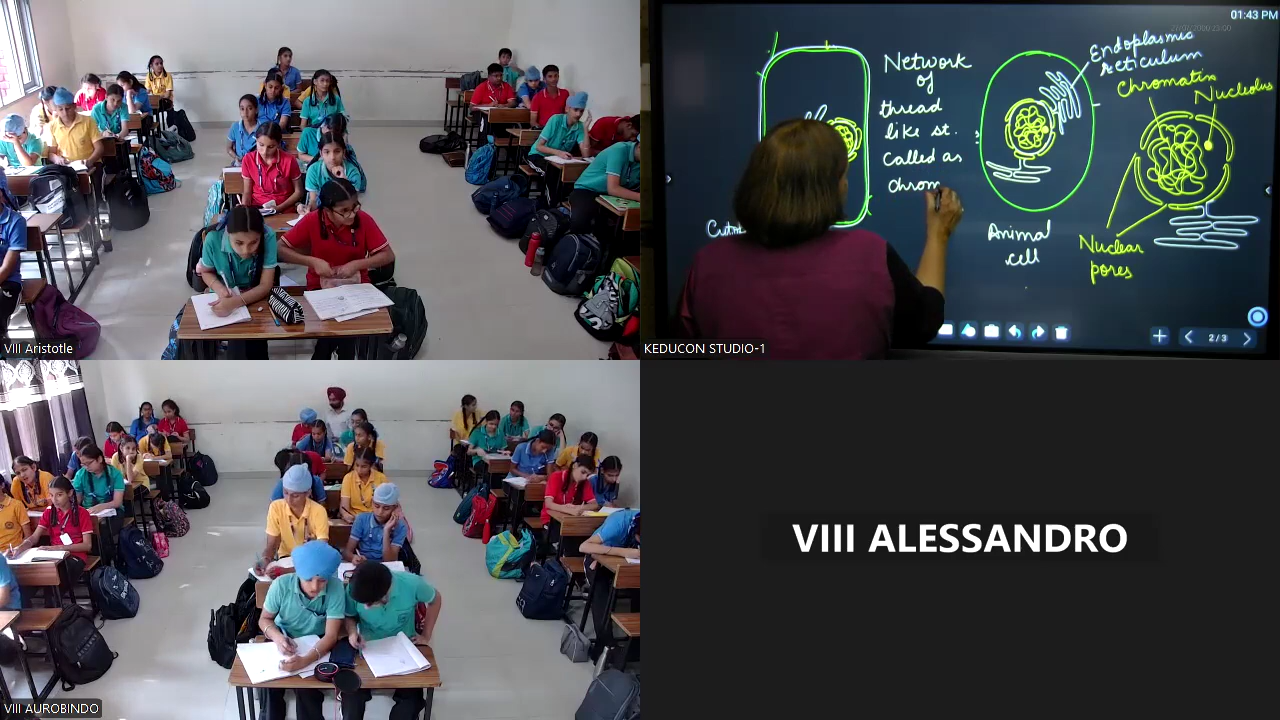 01:43 PM
Network
of
thread
like st.
Called as
chrom
Endoplasmic
reticulum
Chromatin
Nucleolus
Animal
cell
Nuclear
pores
2/3
VIII Aristotle
KEDUCON STUDIO-1
VIII AUROBINDO
VIII ALESSANDRO